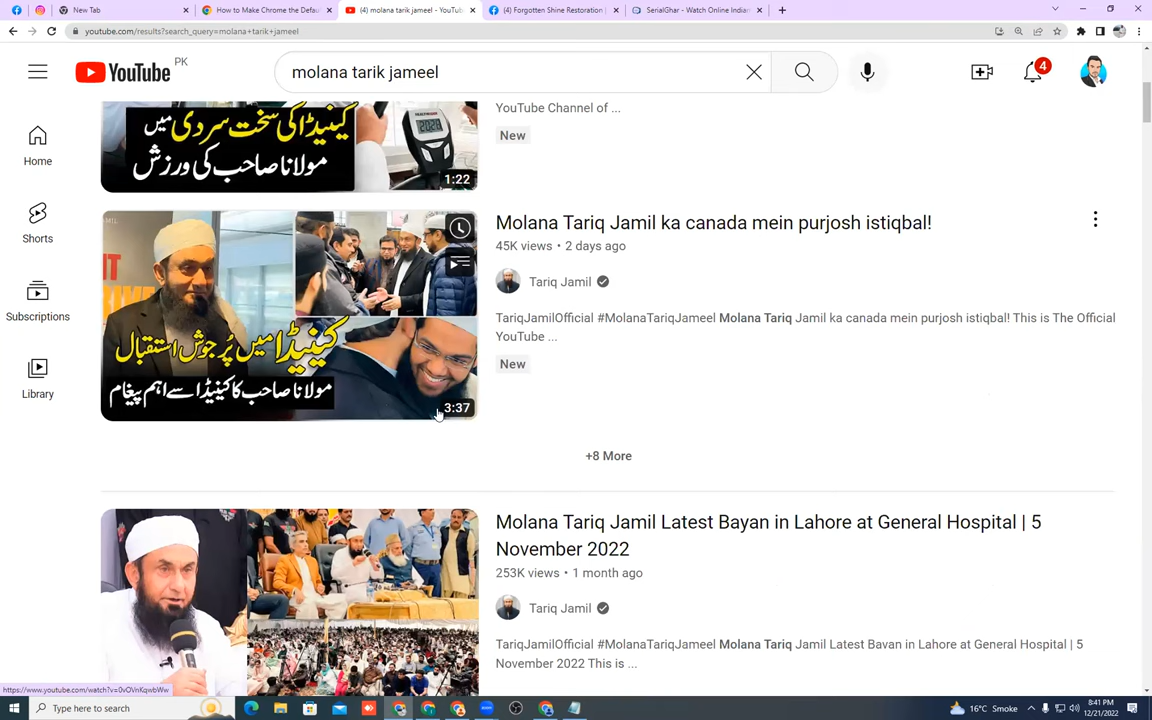 New Tab
How to Make Chrome the Defau
(4) molana tarik jameel - YouTub
(4) Forgotten Shine Restoration |
SerialGhar - Watch Online Indian
youtube.com/results?search_query=molana+tarik+jameel
YouTube PK
molana tarik jameel
4
Home
Shorts
Subscriptions
Library
کینیڈا کی سخت سردی میں
مولانا صاحب کی ورزش
1:22
YouTube Channel of ...
New
کینیڈا میں پُرجوش استقبال
مولانا صاحب کا کینیڈا سے اہم پیغام
3:37
Molana Tariq Jamil ka canada mein purjosh istiqbal!
45K views • 2 days ago
Tariq Jamil
TariqJamilOfficial #MolanaTariqJameel Molana Tariq Jamil ka canada mein purjosh istiqbal! This is The Official
YouTube ...
New
+8 More
Molana Tariq Jamil Latest Bayan in Lahore at General Hospital | 5
November 2022
253K views • 1 month ago
Tariq Jamil
TariqJamilOfficial #MolanaTariqJameel Molana Tariq Jamil Latest Bayan in Lahore at General Hospital | 5
November 2022 This is ...
https://www.youtube.com/watch?v=0vOVnKqwbWw
Type here to search
16°C Smoke
8:41 PM
12/21/2022